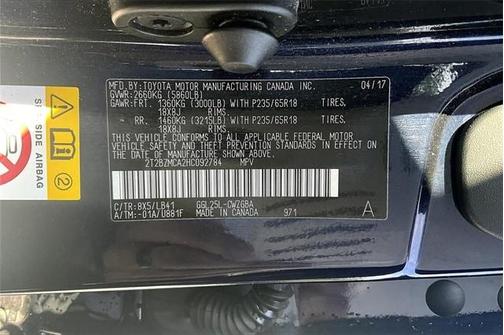 MFD. BY TOYOTA MOTOR MANUFACTURING CANADA INC. 04/17
GVWR: 2660KG (5860LB)
GAWR: FRT. 1360KG (3000LB) WITH P235/65R18 TIRES,
18X8J RIMS,
RR. 1460KG (3215LB) WITH P235/65R18 TIRES,
18X8J RIMS,
THIS VEHICLE CONFORMS TO ALL APPLICABLE FEDERAL MOTOR
VEHICLE SAFETY AND THEFT PREVENTION STANDARDS IN EFFECT ON
THE DATE OF MANUFACTURE SHOWN ABOVE.
2T2BZMCA2HC092784 MPV
C/TR: 8X5/LB41 GGL25L-CWZGBA
A/TM: -01A/U881F MADE IN CANADA 971 A
SIDE AIRBAG